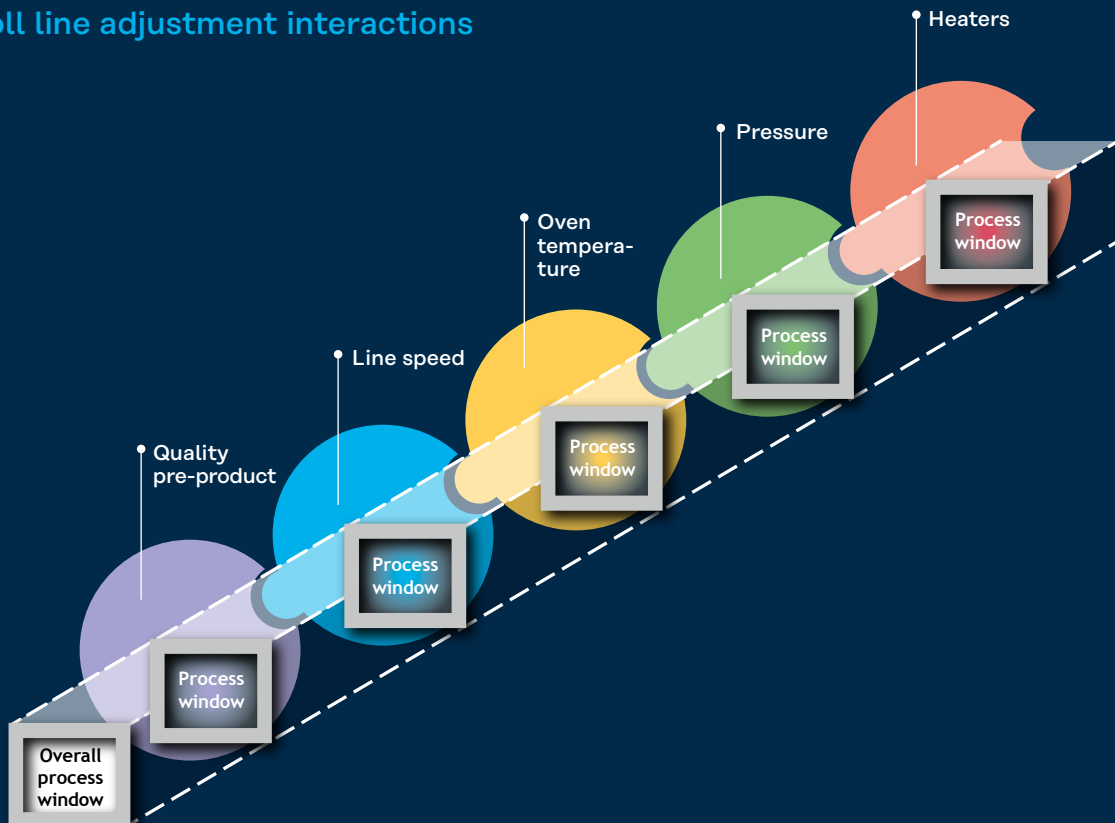 line adjustment interactions
Heaters
Pressure
Oven
tempera-
ture
Line speed
Quality
pre-product
Process
window
Process
window
Process
window
Process
window
Process
window
Overall
process
window